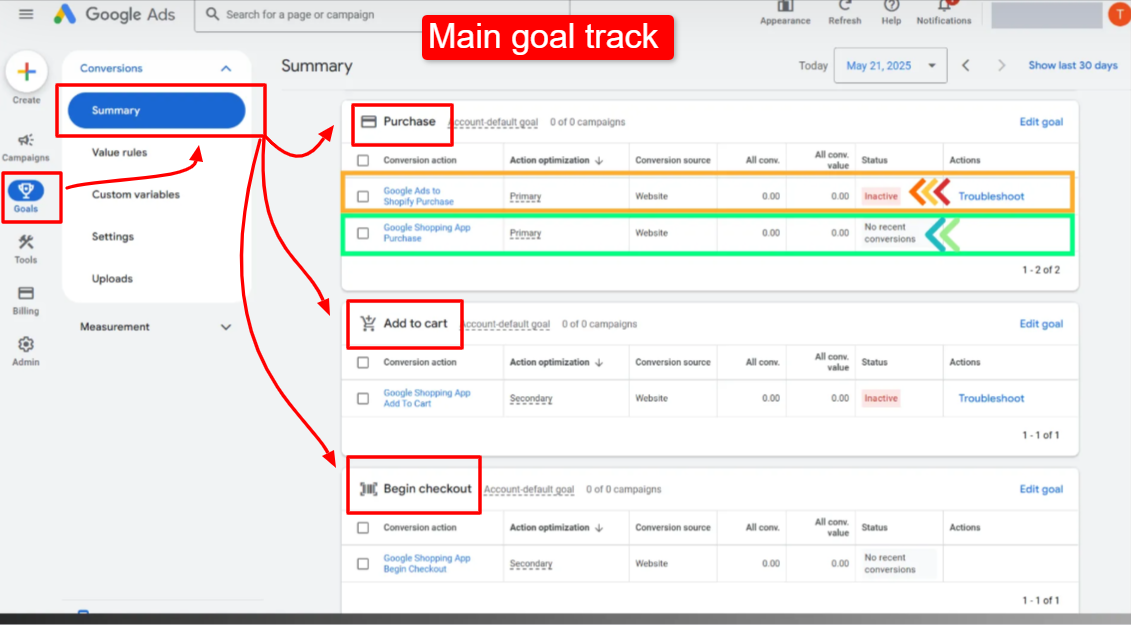 Google Ads
Search for a page or campaign
Main goal track
Appearance
Refresh
Help
Notifications
T
Create
Campaigns
Goals
Tools
Billing
Admin
Conversions
Summary
Value rules
Custom variables
Settings
Uploads
Measurement
Summary
Today
May 21, 2025
Show last 30 days
Purchase Account-default goal 0 of 0 campaigns Edit goal
Conversion action Action optimization Conversion source All conv. All conv. value Status Actions
Google Ads to
Shopify Purchase
Primary Website 0.00 0.00 Inactive Troubleshoot
Google Shopping App
Purchase
Primary Website 0.00 0.00 No recent
conversions
1 - 2 of 2
Add to cart Account-default goal 0 of 0 campaigns Edit goal
Conversion action Action optimization Conversion source All conv. All conv. value Status Actions
Google Shopping App
Add To Cart
Secondary Website 0.00 0.00 Inactive Troubleshoot
1 - 1 of 1
Begin checkout Account-default goal 0 of 0 campaigns Edit goal
Conversion action Action optimization Conversion source All conv. All conv. value Status Actions
Google Shopping App
Begin Checkout
Secondary Website 0.00 0.00 No recent
conversions
1 - 1 of 1